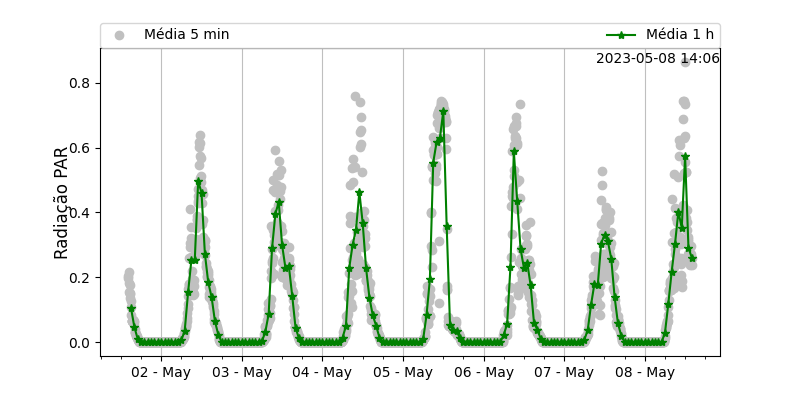 Média 5 min
Média 1 h
2023-05-08 14:06
Radiação PAR
0.8
0.6
0.4
0.2
0.0
02 - May
03 - May
04 - May
05 - May
06 - May
07 - May
08 - May